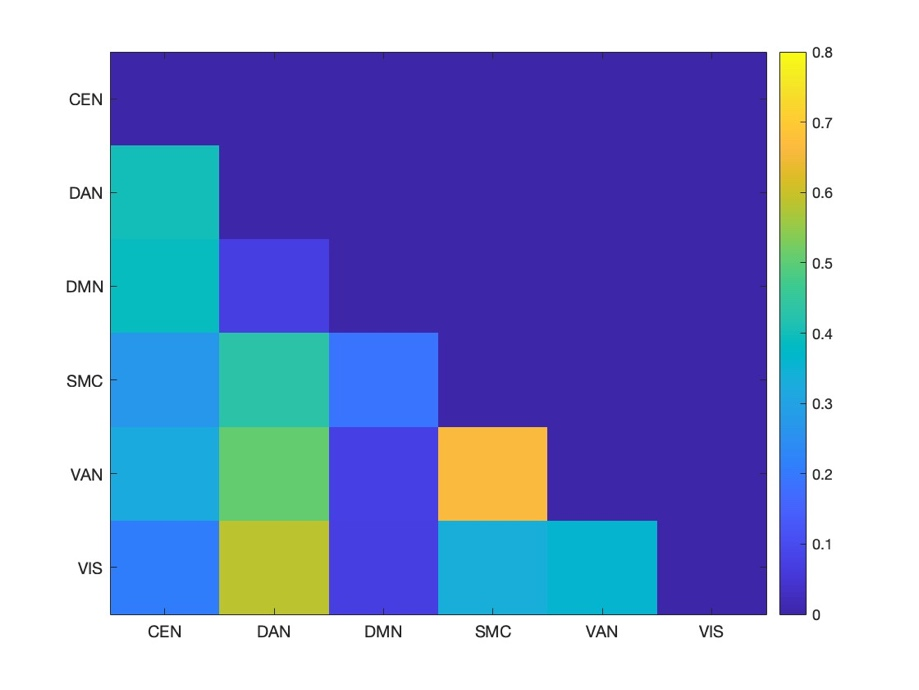 CEN
DAN
DMN
SMC
VAN
VIS
CEN DAN DMN SMC VAN VIS
0.8
0.7
0.6
0.5
0.4
0.3
0.2
0.1
0